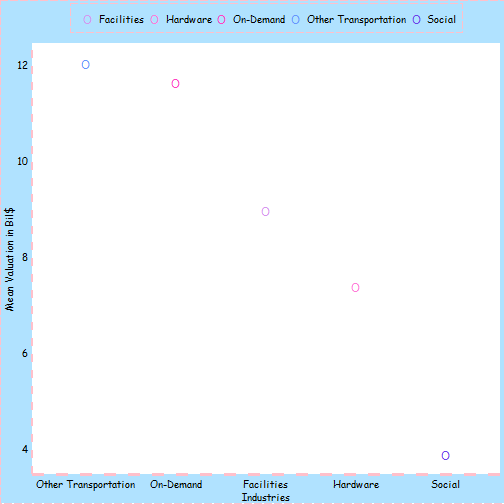 Facilities Hardware On-Demand Other Transportation Social
12
10
8
6
4
Mean Valuation in Bil$
Other Transportation On-Demand Facilities Hardware Social
Industries